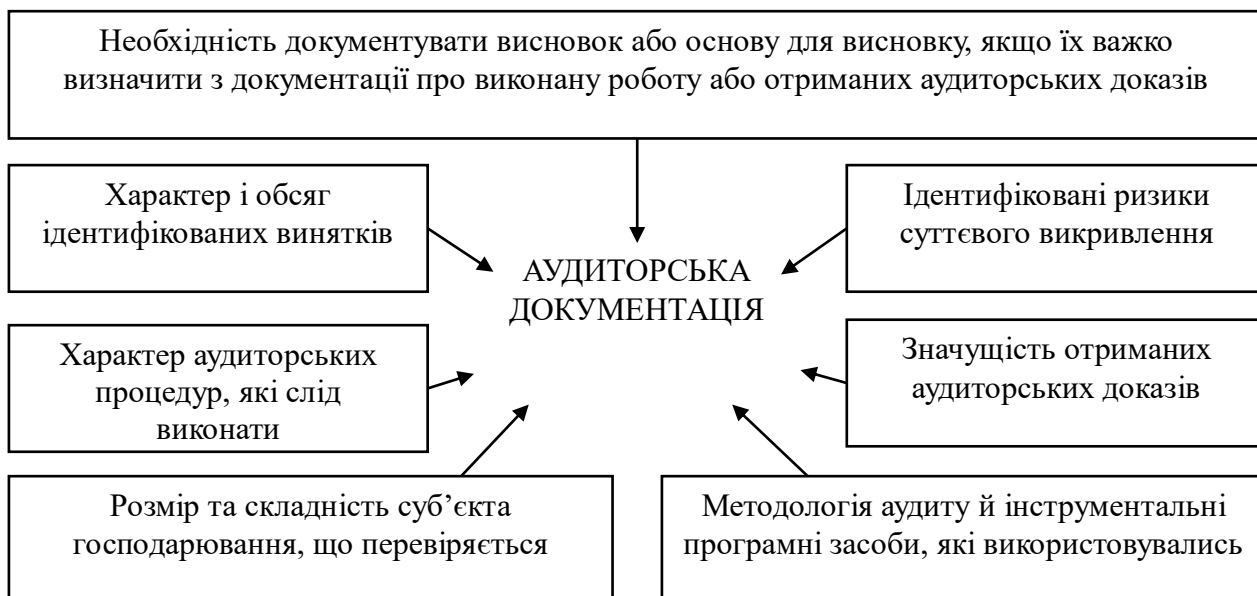 Необхідність документувати висновок або основу для висновку, якщо їх важко
визначити з документації про виконану роботу або отриманих аудиторських доказів
Характер і обсяг
ідентифікованих винятків
Ідентифіковані ризики
суттєвого викривлення
АУДИТОРСЬКА
ДОКУМЕНТАЦІЯ
Характер аудиторських
процедур, які слід
виконати
Значущість отриманих
аудиторських доказів
Розмір та складність суб’єкта
господарювання, що перевіряється
Методологія аудиту й інструментальні
програмні засоби, які використовувались